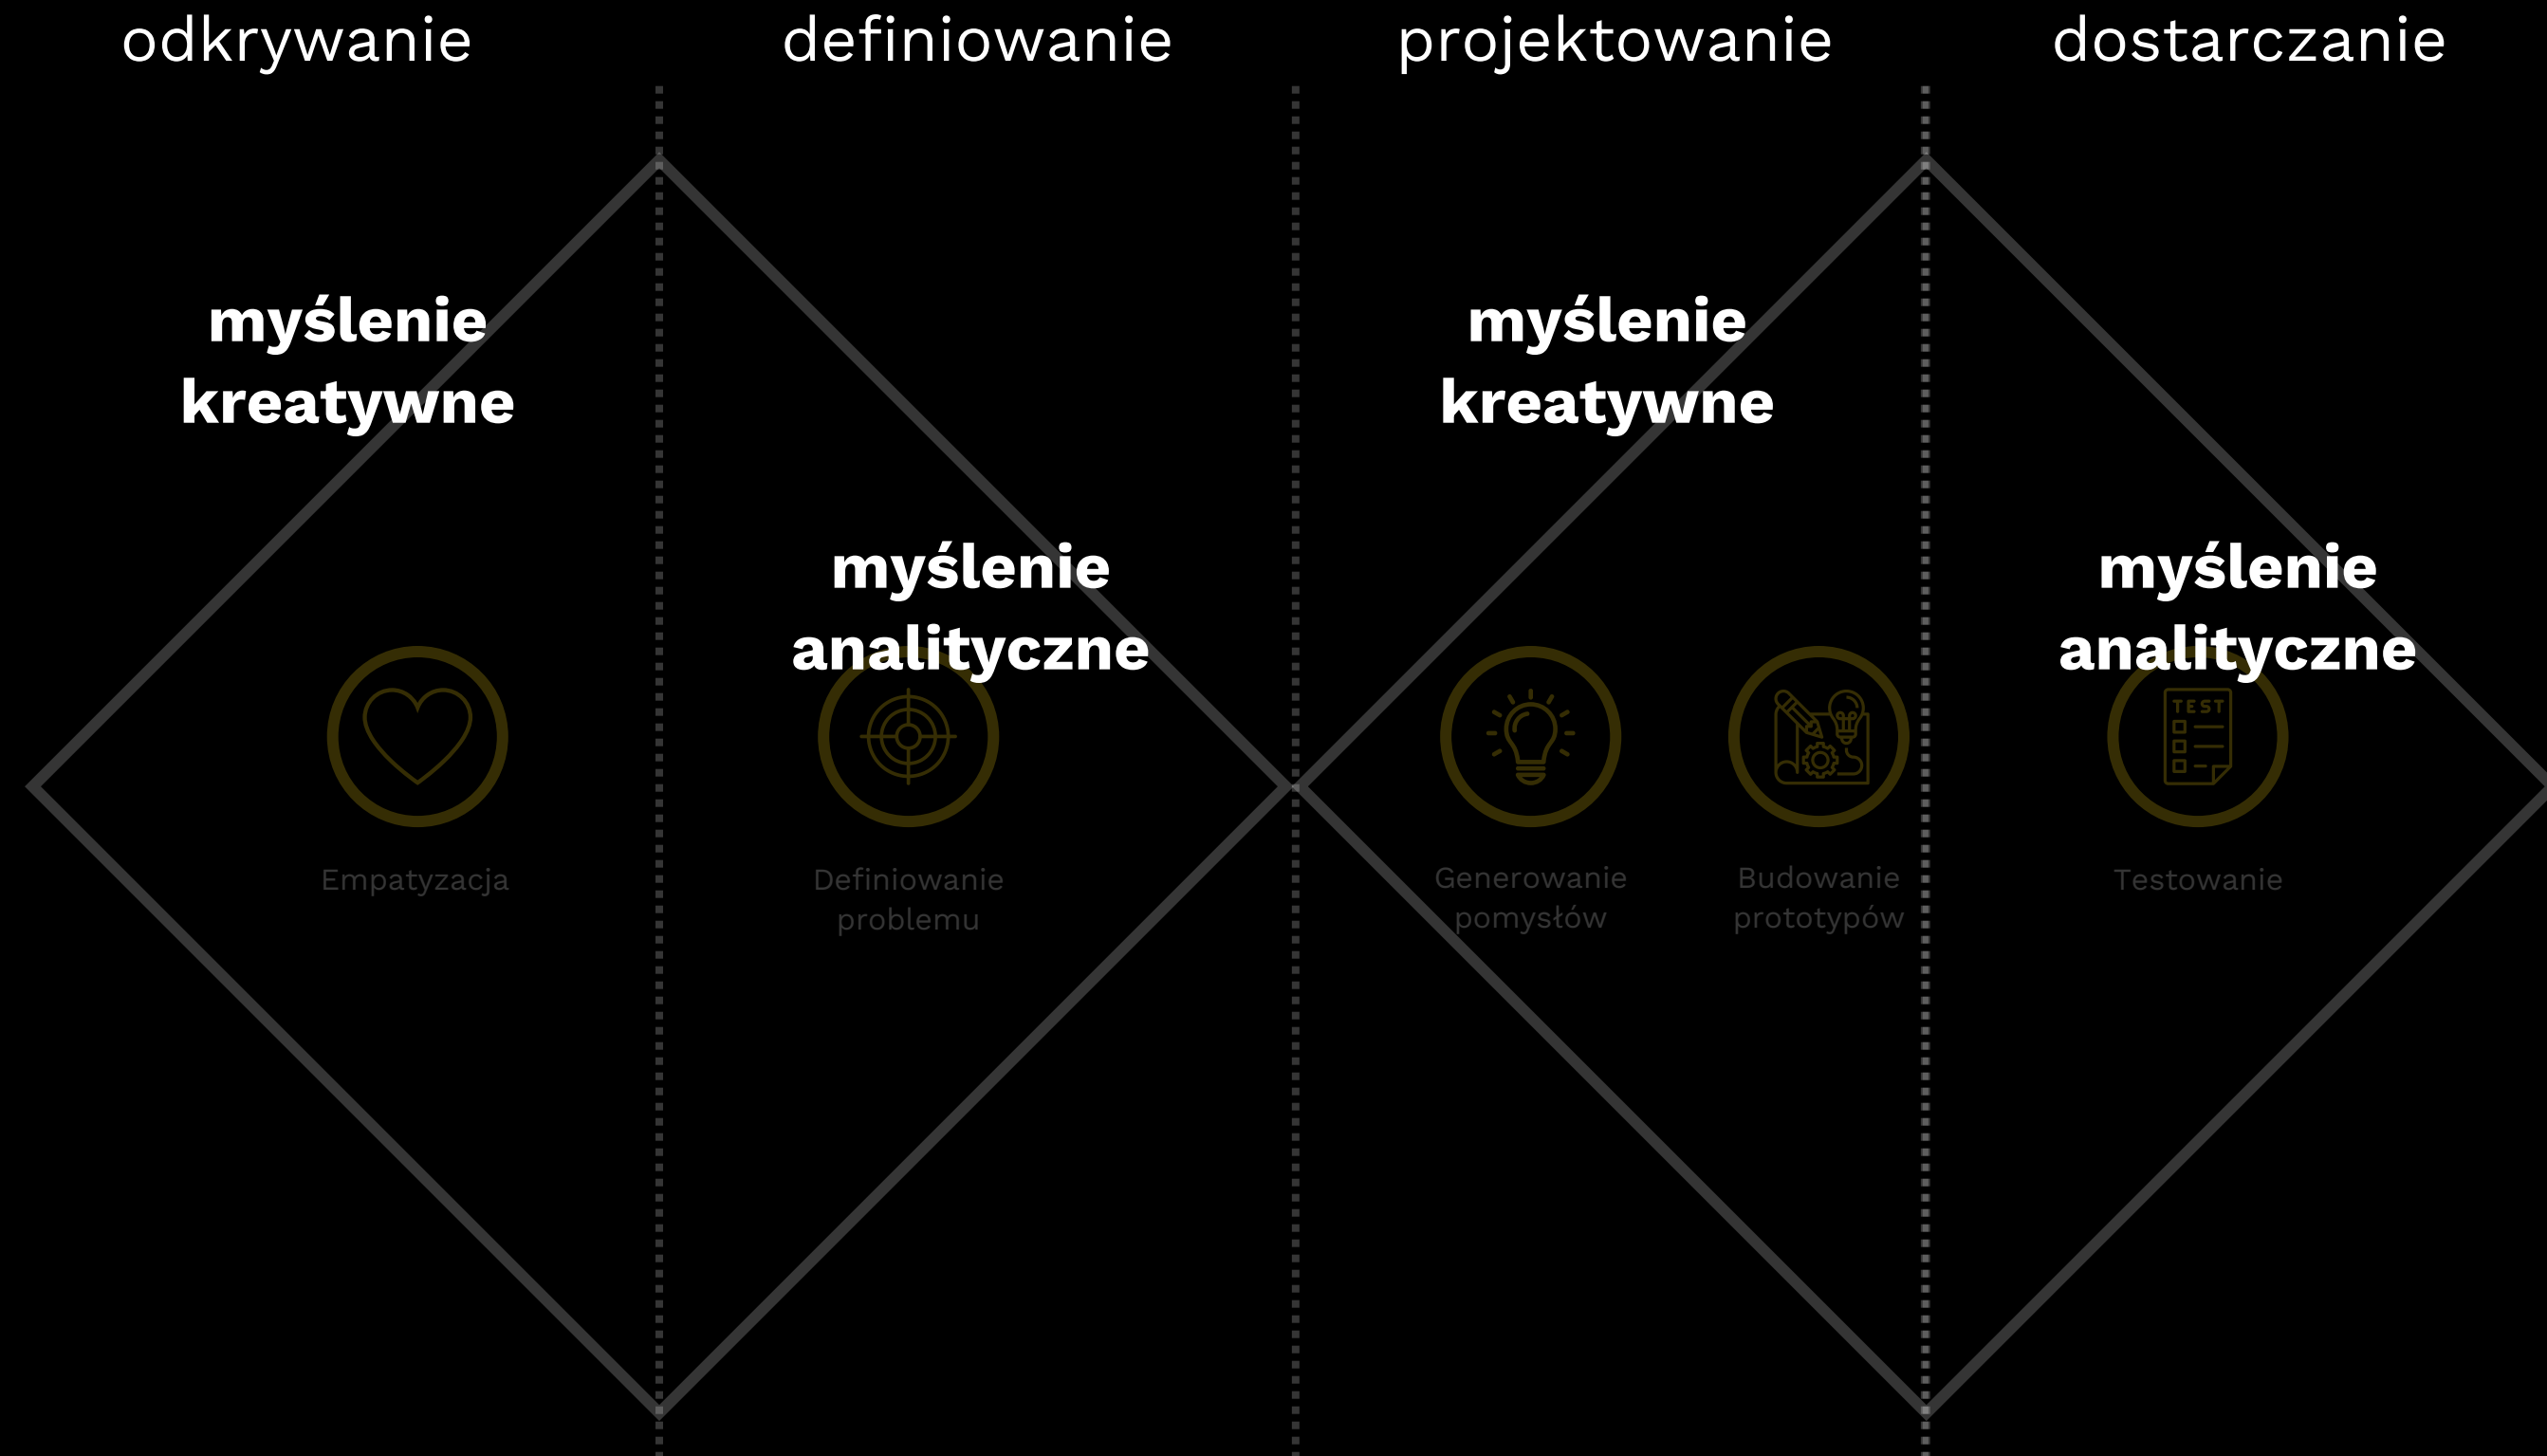 odkrywanie
definiowanie
projektowanie
dostarczanie
myślenie
kreatywne
Empatyzacja
myślenie
analityczne
Definiowanie
problemu
myślenie
kreatywne
Generowanie
pomysłów
Budowanie
prototypów
myślenie
analityczne
TEST
Testowanie